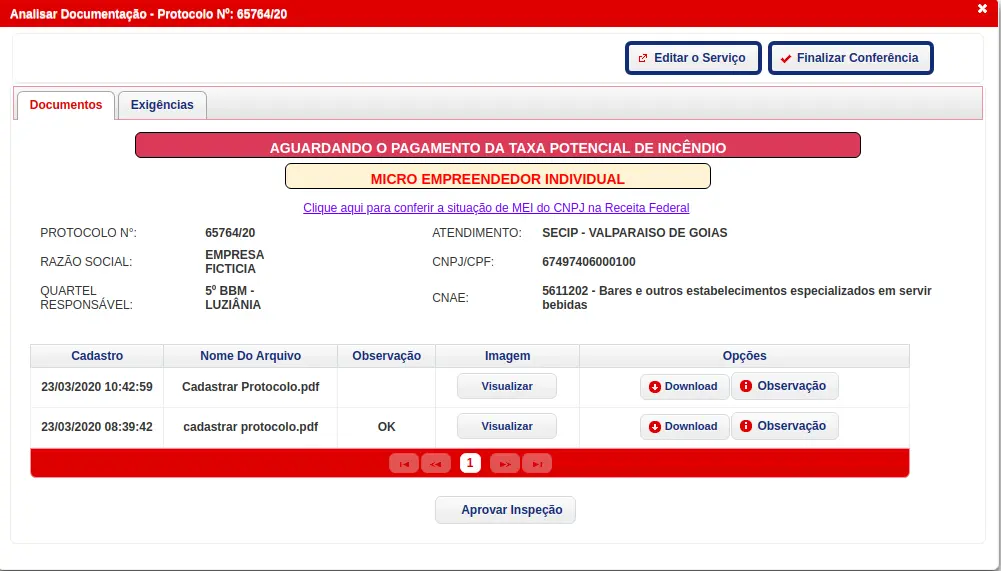 Analisar Documentação - Protocolo Nº: 65764/20
Editar o Serviço
Finalizar Conferência
Documentos
Exigências
AGUARDANDO O PAGAMENTO DA TAXA POTENCIAL DE INCÊNDIO
MICRO EMPREENDEDOR INDIVIDUAL
Clique aqui para conferir a situação de MEI do CNPJ na Receita Federal
PROTOCOLO N°: 65764/20 ATENDIMENTO: SECIP - VALPARAISO DE GOIAS
RAZÃO SOCIAL: EMPRESA FICTICIA CNPJ/CPF: 67497406000100
QUARTEL RESPONSÁVEL: 5º BBM - LUZIÂNIA CNAE: 5611202 - Bares e outros estabelecimentos especializados em servir bebidas
Cadastro Nome Do Arquivo Observação Imagem Opções
23/03/2020 10:42:59 Cadastrar Protocolo.pdf Visualizar Download Observação
23/03/2020 08:39:42 cadastrar protocolo.pdf OK Visualizar Download Observação
1
Aprovar Inspeção